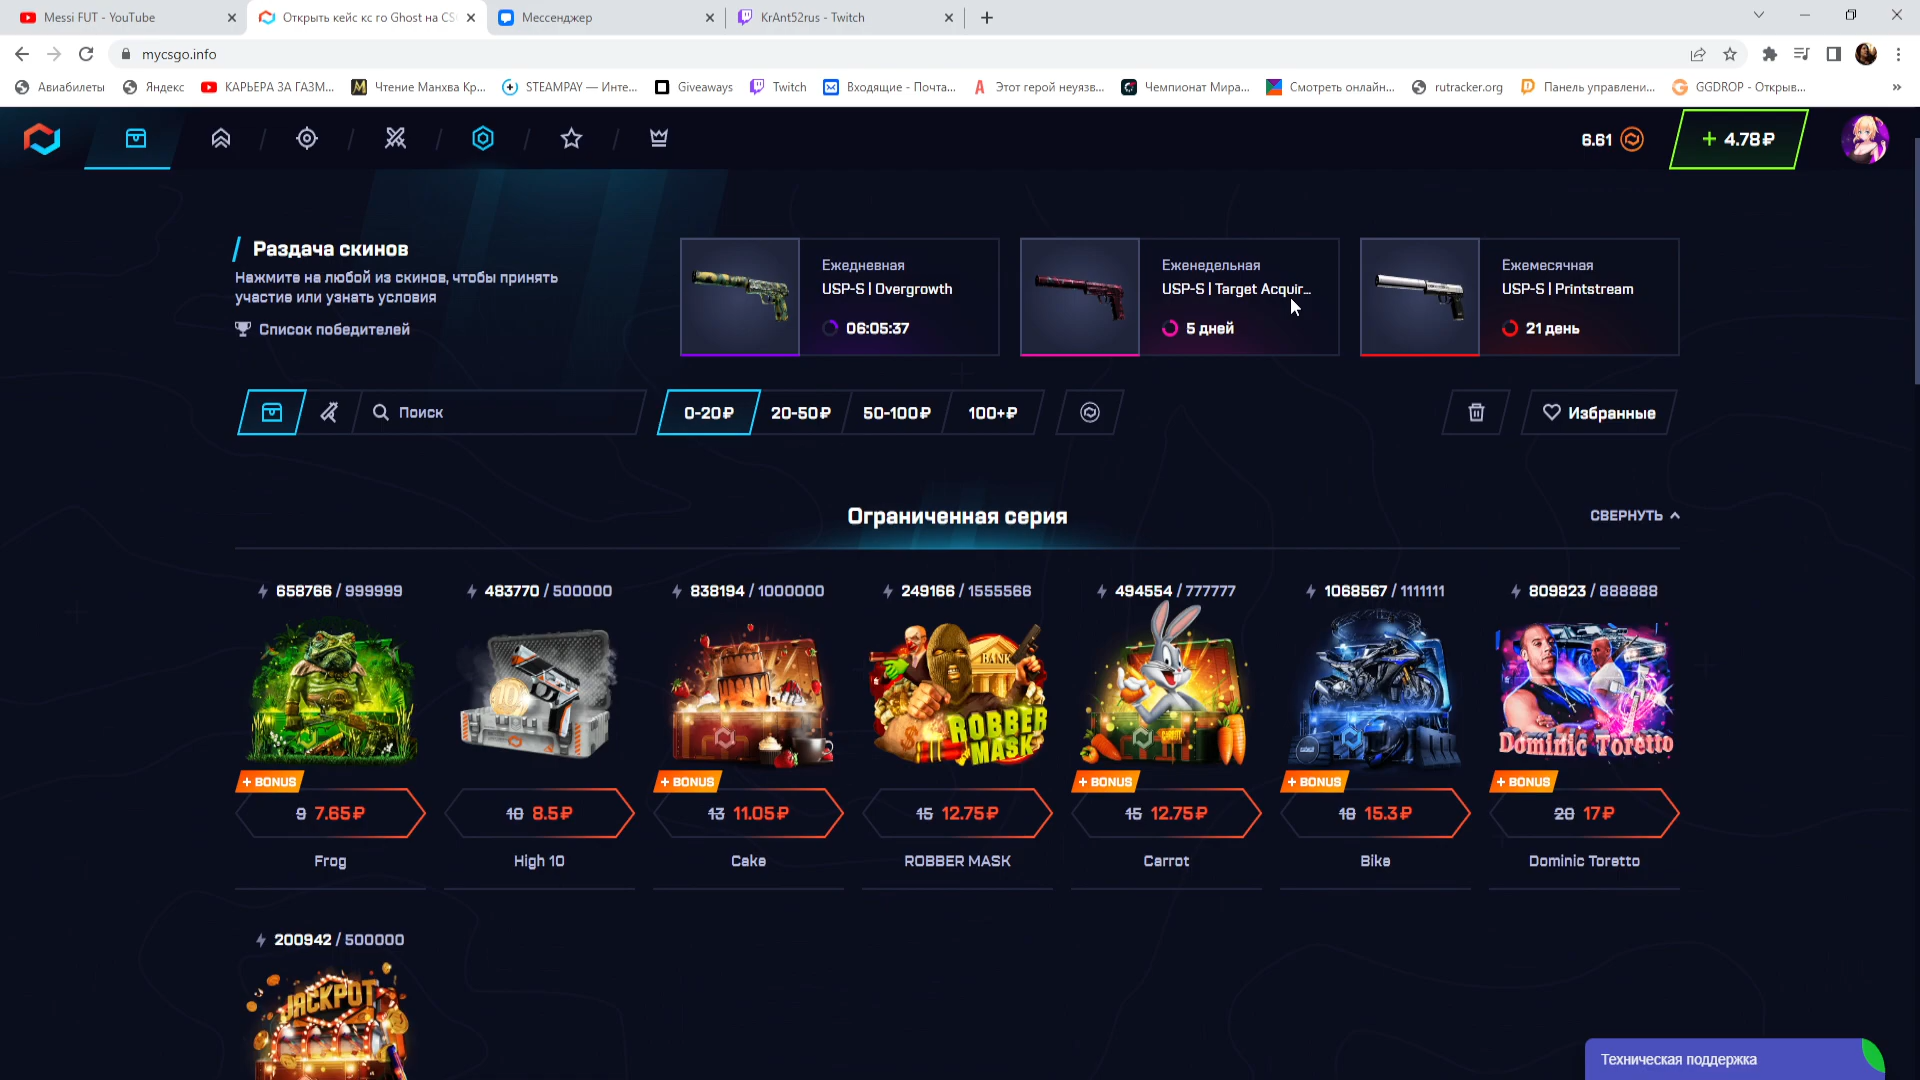 Messi FUT - YouTube
Открыть кейс кс го Ghost на CS
Мессенджер
KrAnt52rus - Twitch
mycsgo.info
Авиабилеты
Яндекс
КАРЬЕРА ЗА ГАЗМ...
Чтение Манхва Кр...
STEAMPAY — Инте...
Giveaways
Twitch
Входящие - Почта...
Этот герой неуязв...
Чемпионат Мира...
Смотреть онлайн...
rutracker.org
Панель управлени...
GGDROP - Открыв...
6.61
+ 4.78₽
Раздача скинов
Нажмите на любой из скинов, чтобы принять
участие или узнать условия
Список победителей
Ежедневная
USP-S | Overgrowth
06:05:37
Еженедельная
USP-S | Target Acquir...
5 дней
Ежемесячная
USP-S | Printstream
21 день
Поиск
0-20₽
20-50₽
50-100₽
100+₽
Избранные
Ограниченная серия
СВЕРНУТЬ
658766 / 999999
483770 / 500000
838194 / 1000000
249166 / 1555566
494554 / 777777
1068567 / 1111111
809823 / 888888
BANK
ROBBER
MASK
Dominic Toretto
+ BONUS
+ BONUS
+ BONUS
+ BONUS
+ BONUS
9 7.65₽
10 8.5₽
13 11.05₽
15 12.75₽
15 12.75₽
18 15.3₽
20 17₽
Frog
High 10
Cake
ROBBER MASK
Carrot
Bike
Dominic Toretto
200942 / 500000
JACKPOT
Техническая поддержка